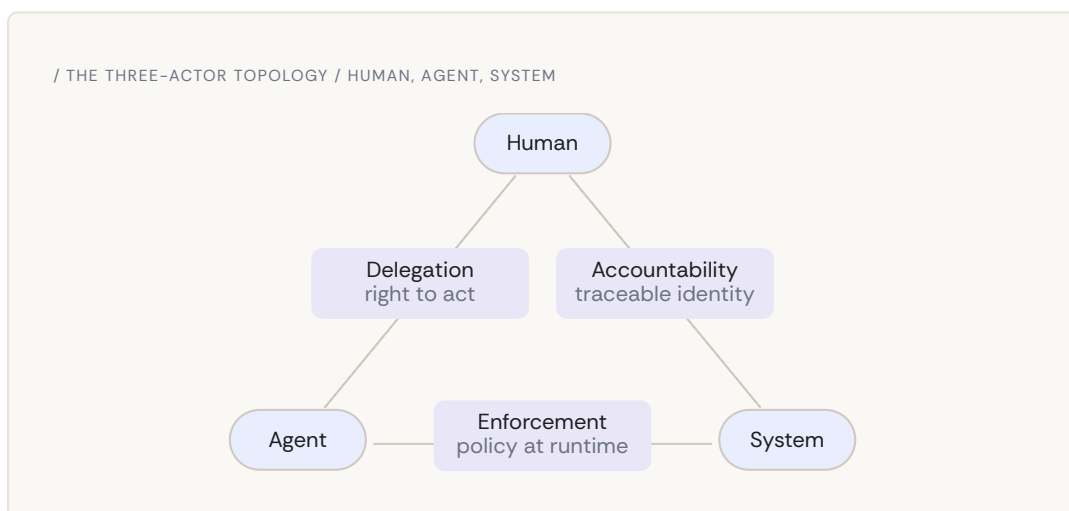 / THE THREE-ACTOR TOPOLOGY / HUMAN, AGENT, SYSTEM
Human
Delegation
right to act
Accountability
traceable identity
Agent
Enforcement
policy at runtime
System